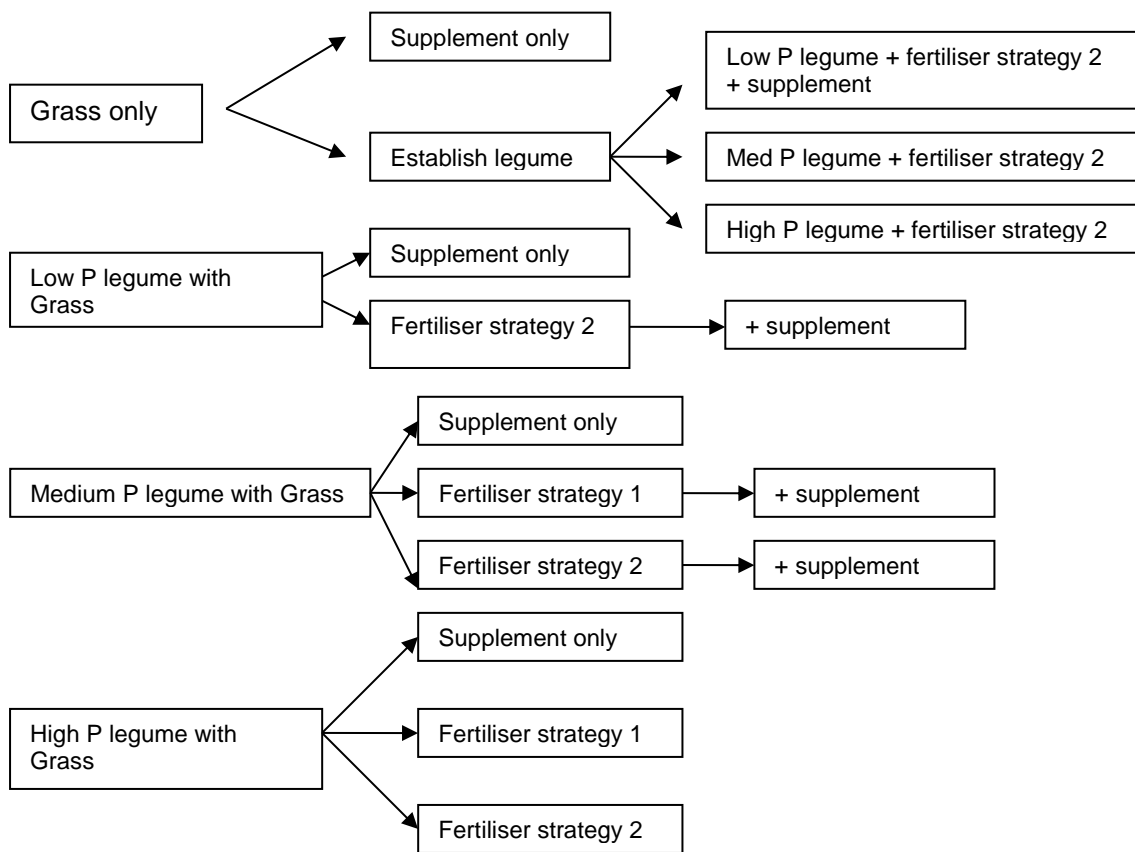 Supplement only
Low P legume + fertiliser strategy 2
+ supplement
Grass only
Establish legume
Med P legume + fertiliser strategy 2
High P legume + fertiliser strategy 2
Supplement only
Low P legume with
Grass
Fertiliser strategy 2
+ supplement
Supplement only
Medium P legume with Grass
Fertiliser strategy 1
+ supplement
Fertiliser strategy 2
+ supplement
Supplement only
High P legume with
Grass
Fertiliser strategy 1
Fertiliser strategy 2